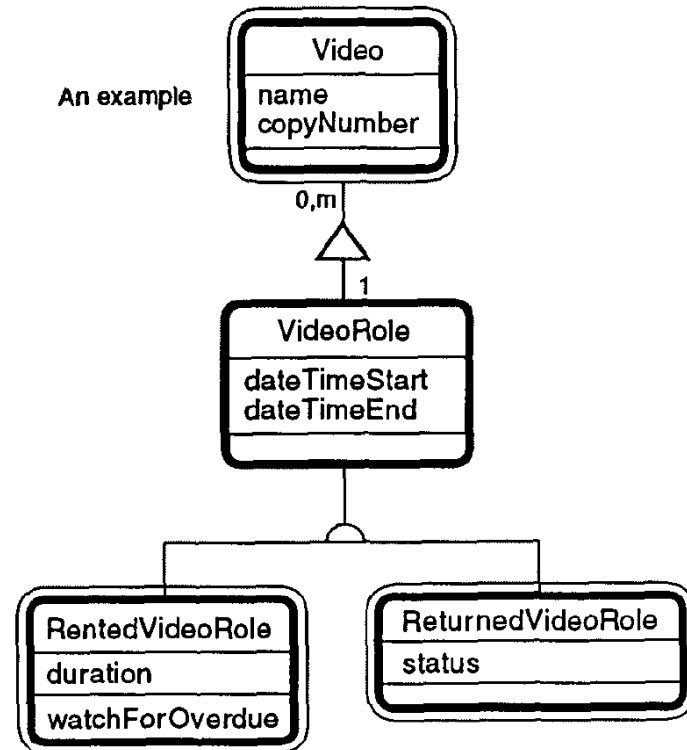 Video
An example
name
copyNumber
0,m
1
VideoRole
dateTimeStart
dateTimeEnd
RentedVideoRole
duration
watchForOverdue
ReturnedVideoRole
status